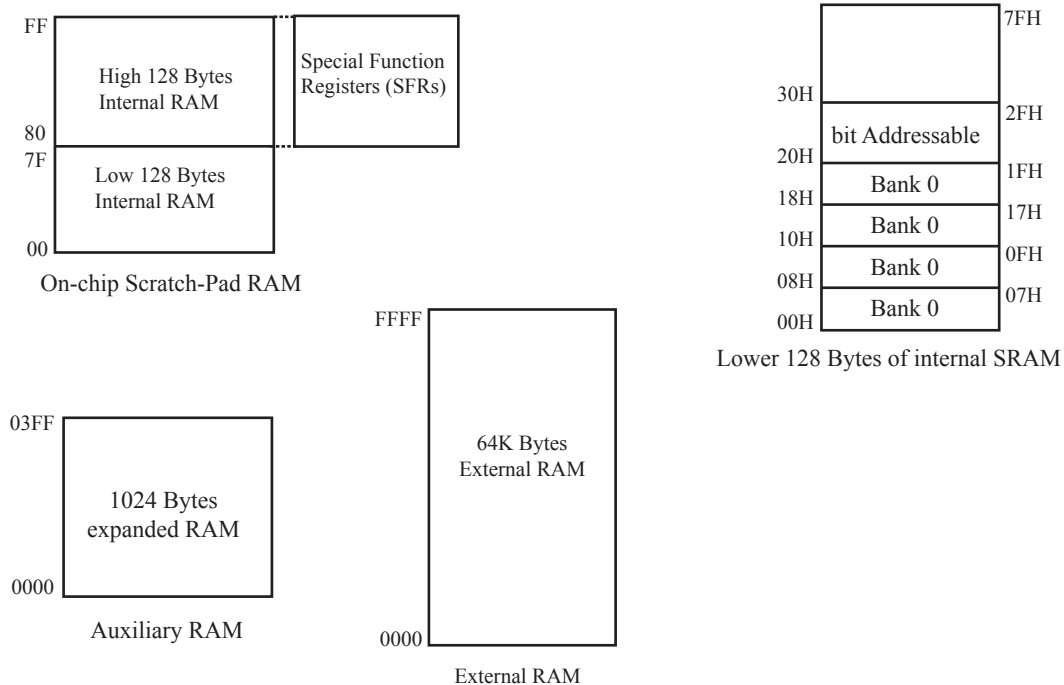 FF
High 128 Bytes
Internal RAM
80
7F
Low 128 Bytes
Internal RAM
00
On-chip Scratch-Pad RAM
Special Function
Registers (SFRs)
7FH
30H
2FH
bit Addressable
20H
1FH
Bank 0
18H
17H
Bank 0
10H
0FH
Bank 0
08H
07H
Bank 0
00H
Lower 128 Bytes of internal SRAM
03FF
1024 Bytes
expanded RAM
0000
Auxiliary RAM
FFFF
64K Bytes
External RAM
0000
External RAM